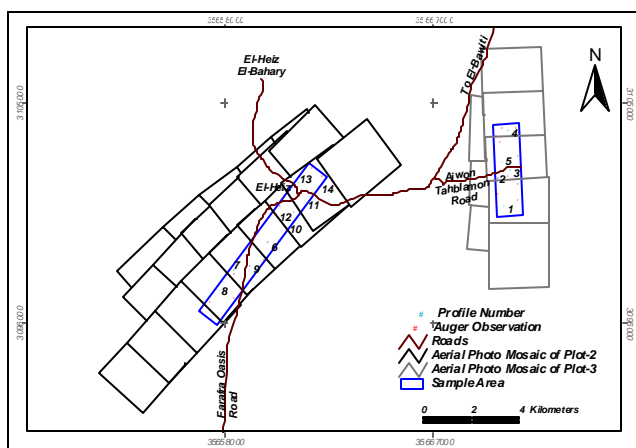 El-Heiz
El-Bahary
To El-Bawiti
N
4
5
Aiwon
Tahblamon
Road
2
3
1
13
El-Heiz
14
11
12
10
6
7
9
8
Farafra Oasis
Road
# Profile Number
# Auger Observation
Roads
Aerial Photo Mosaic of Plot-2
Aerial Photo Mosaic of Plot-3
Sample Area
0 2 4 Kilometers